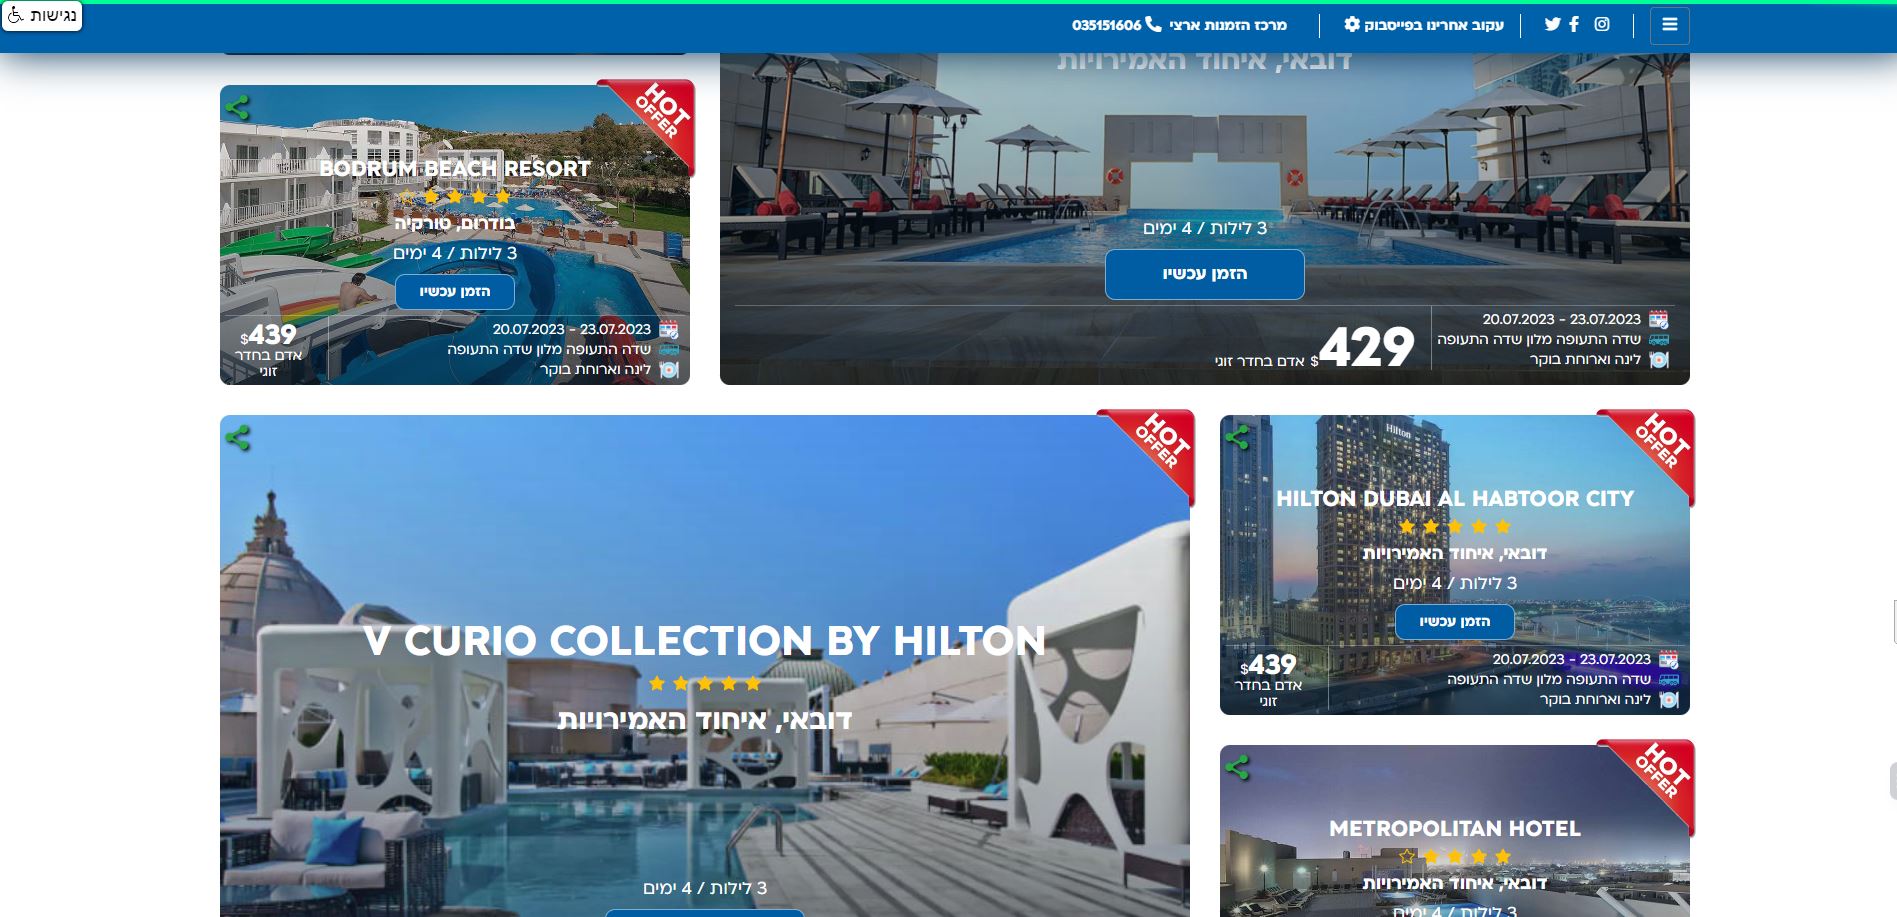 נגישות
עקוב אחרינו בפייסבוק
מרכז הזמנות ארצי 035151606
דובאי, איחוד האמירויות
3 לילות / 4 ימים
הזמן עכשיו
20.07.2023 - 23.07.2023
שדה התעופה מלון שדה התעופה
לינה וארוחת בוקר
429$ אדם בחדר זוגי
HOT
OFFER
BODRUM BEACH RESORT
בודרום, טורקיה
3 לילות / 4 ימים
הזמן עכשיו
20.07.2023 - 23.07.2023
שדה התעופה מלון שדה התעופה
לינה וארוחת בוקר
439$
אדם בחדר
זוגי
HOT
OFFER
Hilton
HILTON DUBAI AL HABTOOR CITY
דובאי, איחוד האמירויות
3 לילות / 4 ימים
הזמן עכשיו
20.07.2023 - 23.07.2023
שדה התעופה מלון שדה התעופה
לינה וארוחת בוקר
439$
אדם בחדר
זוגי
HOT
OFFER
V CURIO COLLECTION BY HILTON
דובאי, איחוד האמירויות
3 לילות / 4 ימים
HOT
OFFER
METROPOLITAN HOTEL
דובאי, איחוד האמירויות
3 לילות / 4 ימים